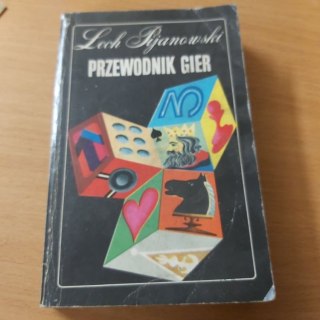 Lech Pijanowski
PRZEWODNIK GIER